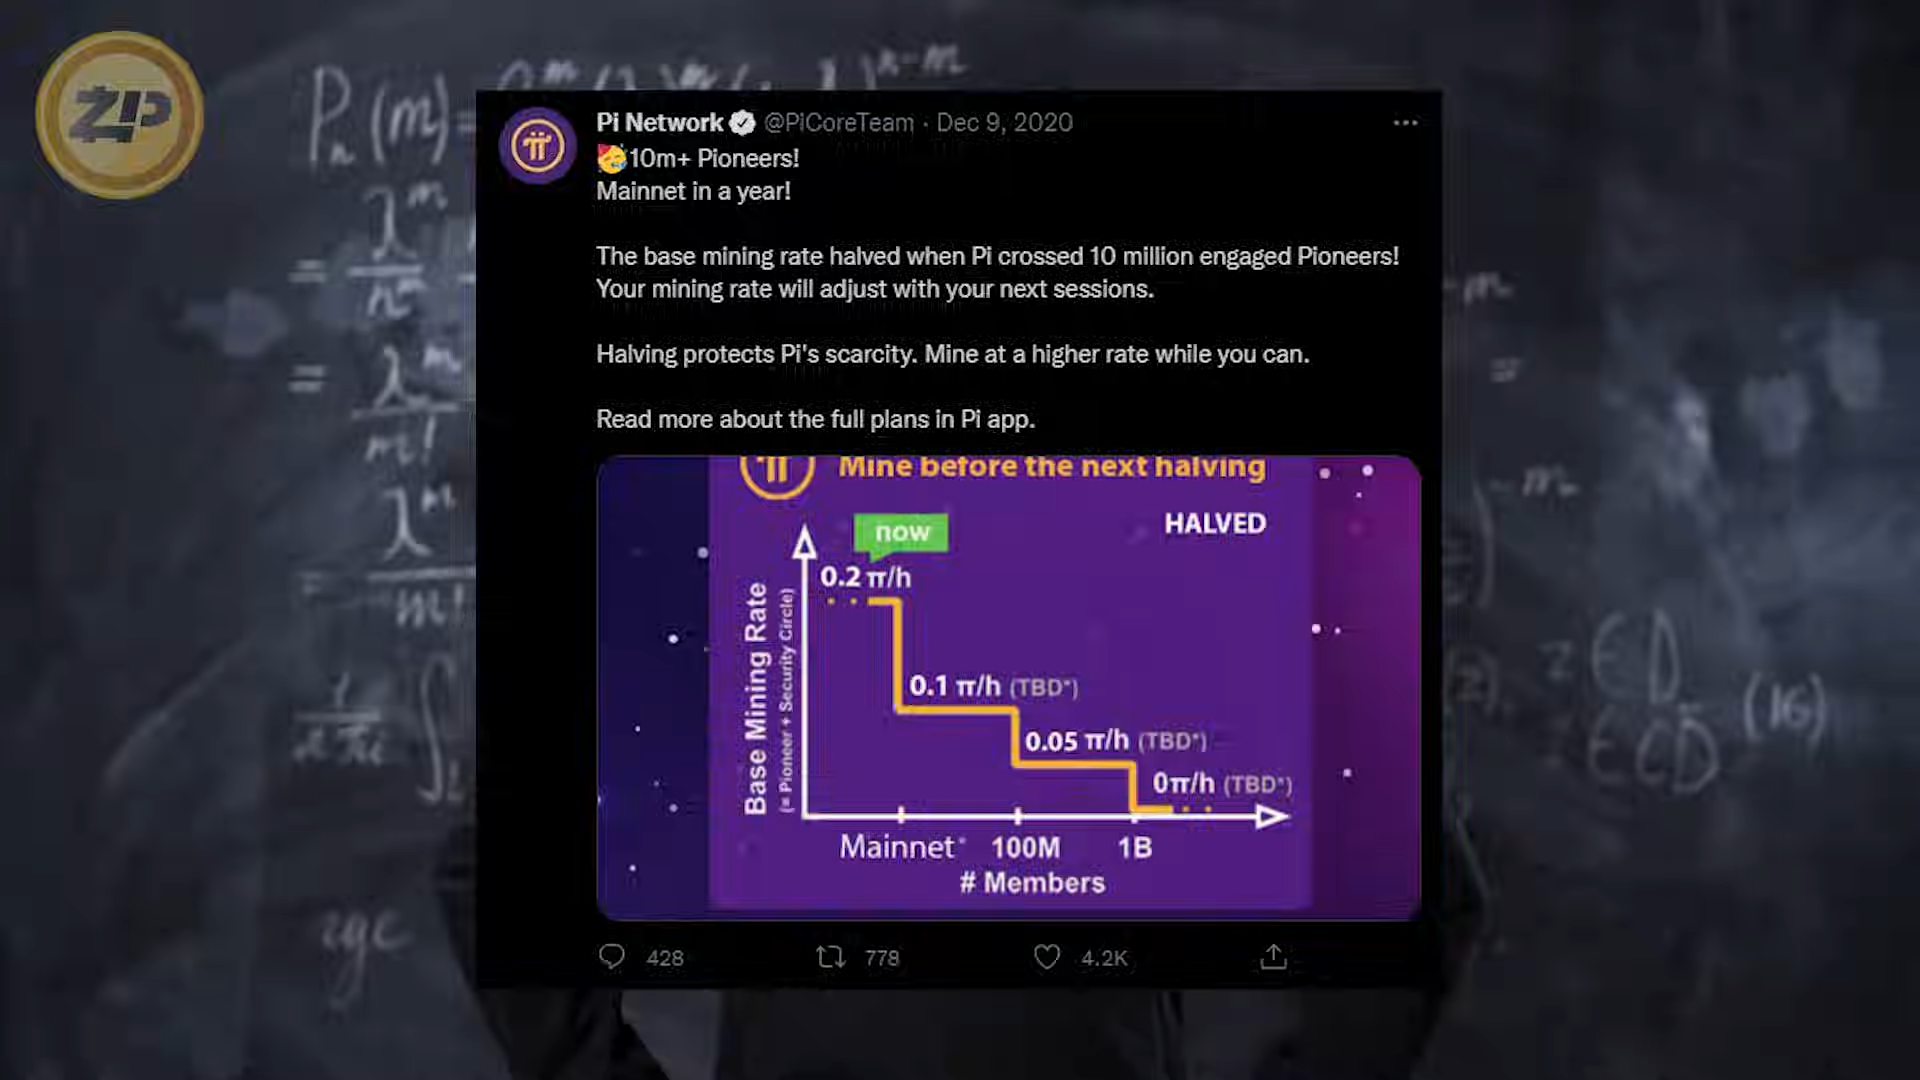 ZIP
Pi Network @PiCoreTeam · Dec 9, 2020
🥳10m+ Pioneers!
Mainnet in a year!
The base mining rate halved when Pi crossed 10 million engaged Pioneers!
Your mining rate will adjust with your next sessions.
Halving protects Pi's scarcity. Mine at a higher rate while you can.
Read more about the full plans in Pi app.
Mine before the next halving
HALVED
now
0.2 π/h
0.1 π/h (TBD*)
0.05 π/h (TBD*)
0π/h (TBD*)
Base Mining Rate
(= Pioneer + Security Circle)
Mainnet* 100M 1B
# Members
428 778 4.2K
(16)